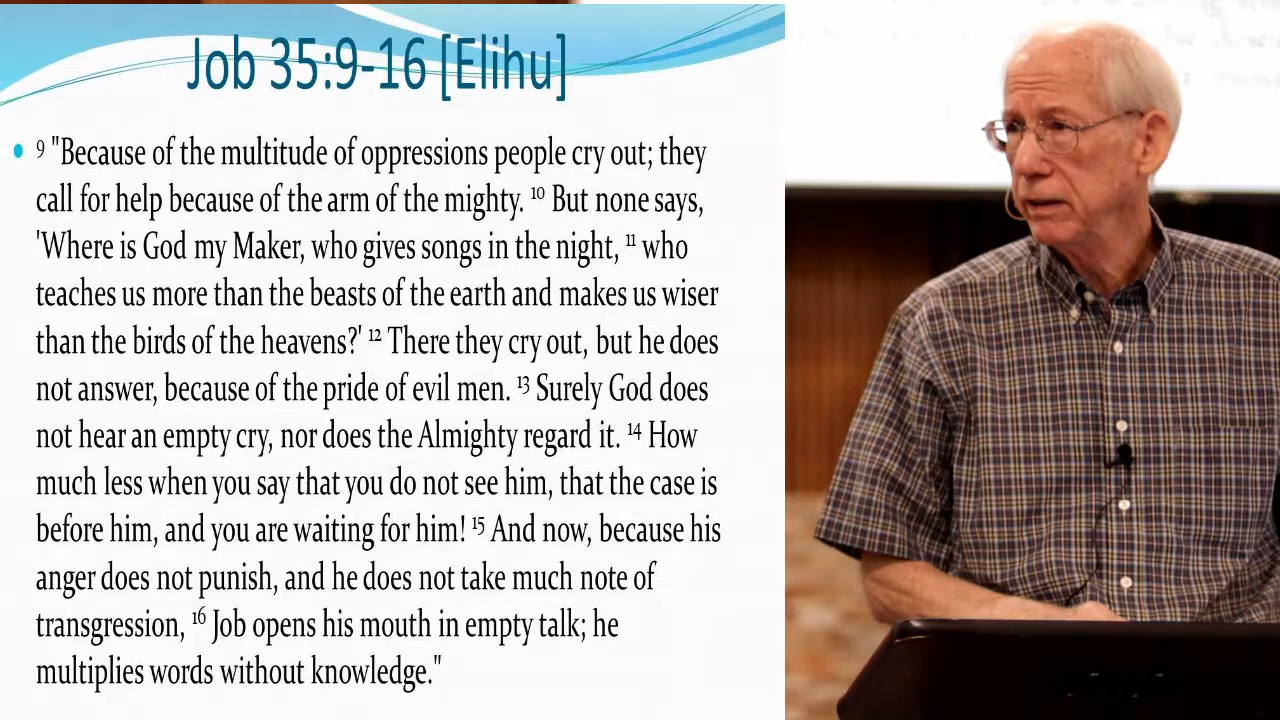 Job 35:9-16 [Elihu]
• 9 "Because of the multitude of oppressions people cry out; they
call for help because of the arm of the mighty. 10 But none says,
'Where is God my Maker, who gives songs in the night, 11 who
teaches us more than the beasts of the earth and makes us wiser
than the birds of the heavens?' 12 There they cry out, but he does
not answer, because of the pride of evil men. 13 Surely God does
not hear an empty cry, nor does the Almighty regard it. 14 How
much less when you say that you do not see him, that the case is
before him, and you are waiting for him! 15 And now, because his
anger does not punish, and he does not take much note of
transgression, 16 Job opens his mouth in empty talk; he
multiplies words without knowledge."